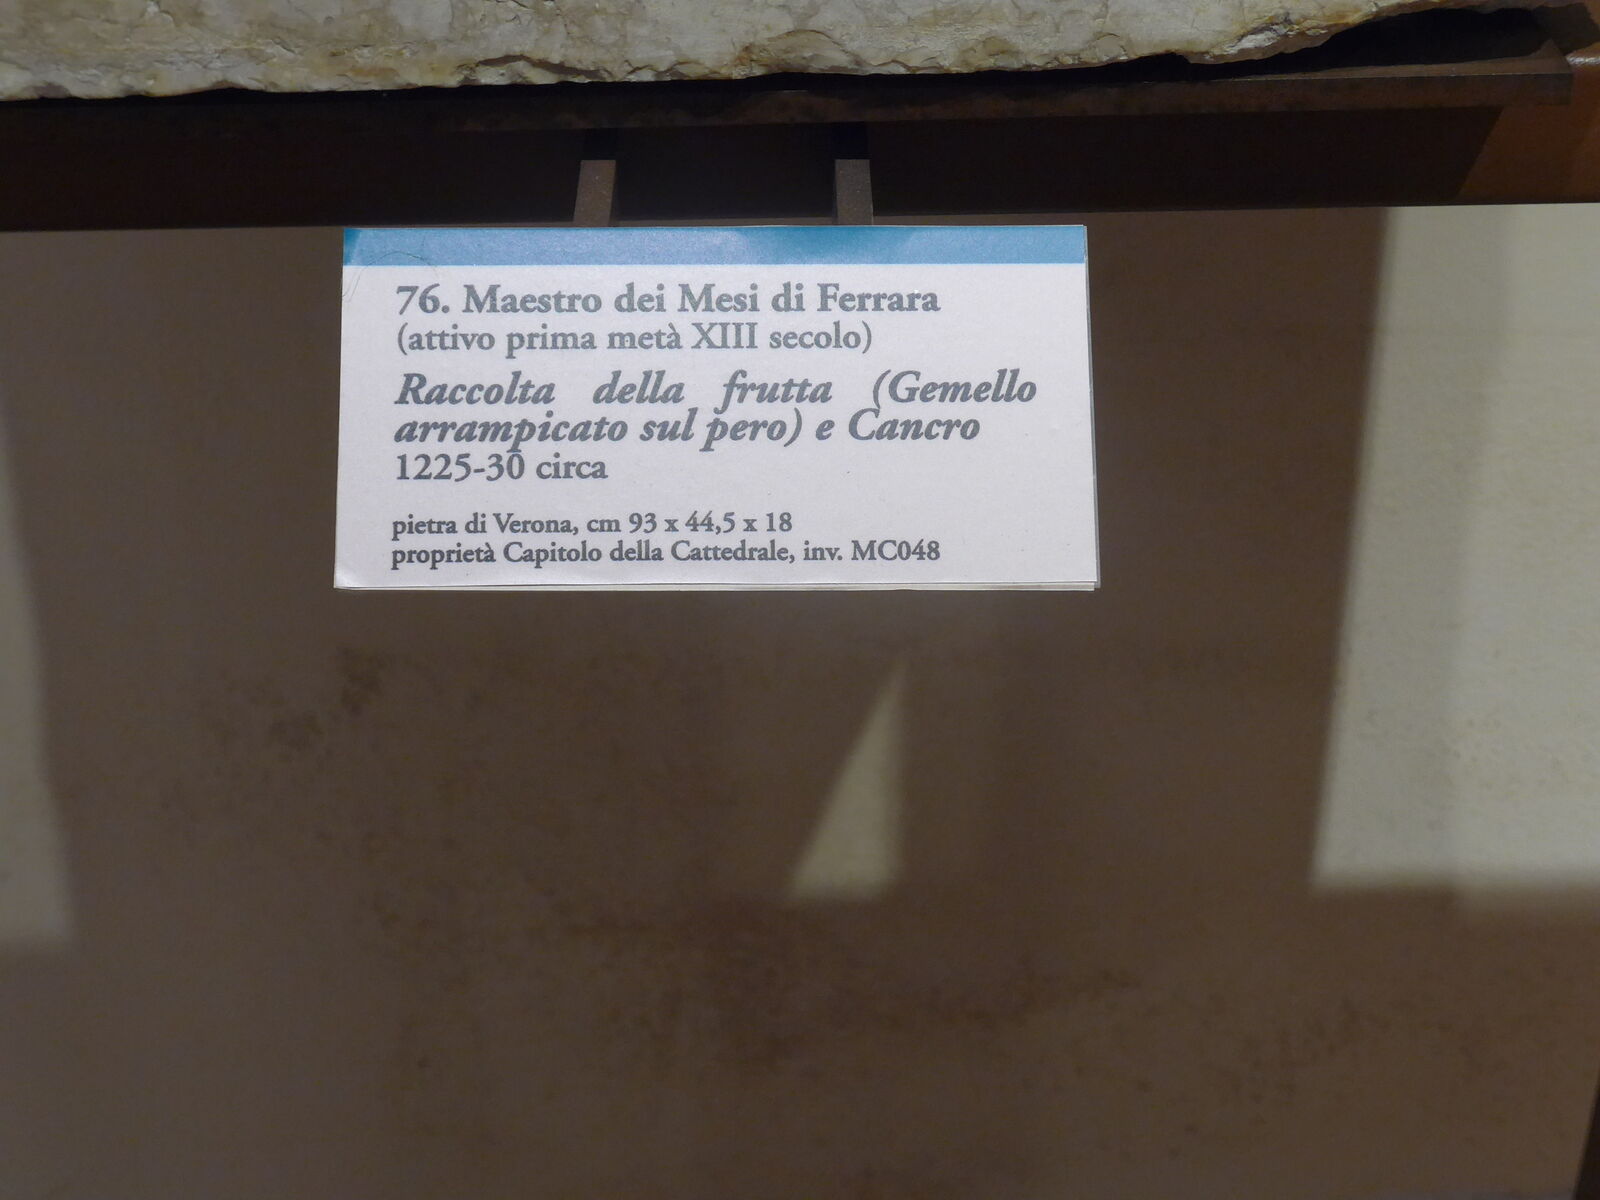 76. Maestro dei Mesi di Ferrara
(attivo prima metà XIII secolo)
Raccolta della frutta (Gemello
arrampicato sul pero) e Cancro
1225-30 circa
pietra di Verona, cm 93 x 44,5 x 18
proprietà Capitolo della Cattedrale, inv. MC048